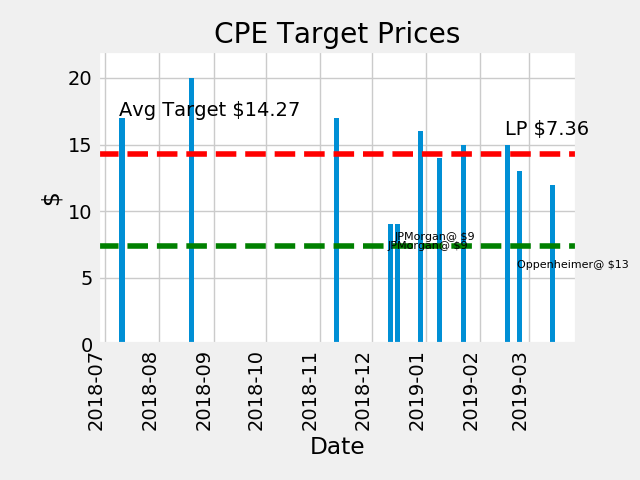 CPE Target Prices
20
Avg Target $14.27
LP $7.36
15
$
10
JPMorgan@ $9
JPMorgan@ $9
Oppenheimer@ $13
5
0
2018-07
2018-08
2018-09
2018-10
2018-11
2018-12
2019-01
2019-02
2019-03
Date